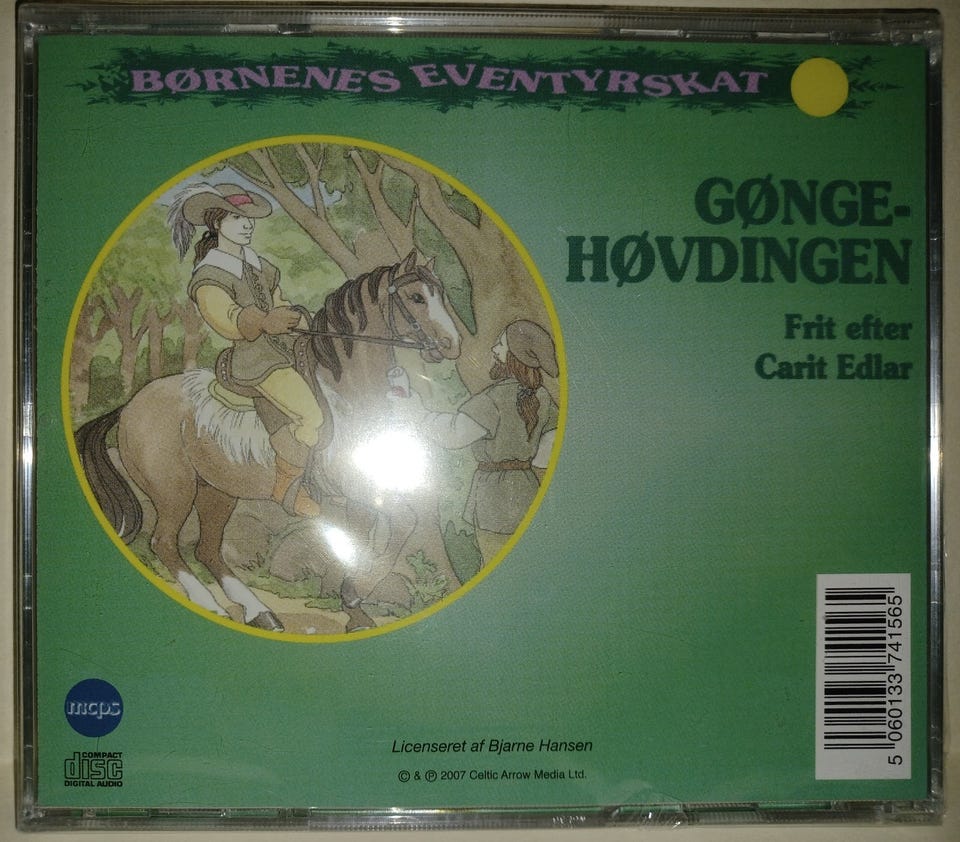 BØRNENES EVENTYRSKAT
GØNGE-
HØVDINGEN
Frit efter
Carit Edlar
mcps
COMPACT
disc
DIGITAL AUDIO
Licenseret af Bjarne Hansen
© & ℗ 2007 Celtic Arrow Media Ltd.
5 060133 741565